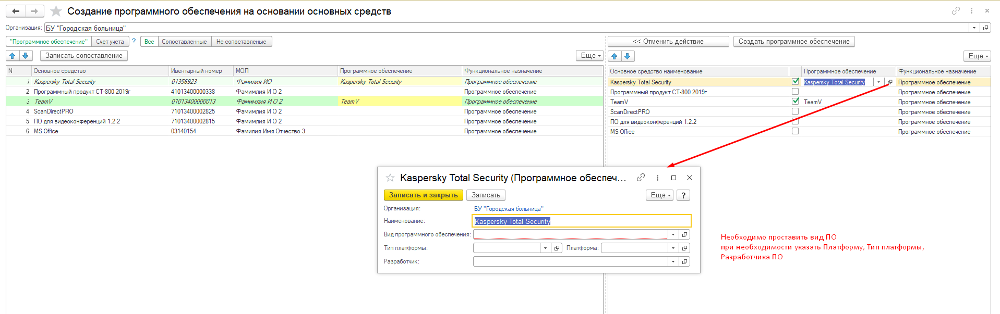 Создание программного обеспечения на основании основных средств
Организация: БУ "Городская больница"
"Программное обеспечение" Счет учета ? Все Сопоставленные Не сопоставленые
Записать сопоставление Еще
N Основное средство Ивентарный номер МОЛ Программное обеспечение Функциональное назначение
1 Kaspersky Total Security 01356923 Фамилия ИО Kaspersky Total Security Программное обеспечение
2 Программный продукт СТ-800 2019г 41013400000338 Фамимлия И О 2 Программное обеспечение
3 TeamV 01013400000013 Фамимлия И О 2 TeamV Программное обеспечение
4 ScanDirectPRO 71013400002825 Фамимлия И О 2 Программное обеспечение
5 ПО для видеоконференций 1.2.2 71013400002815 Фамимлия И О 2 Программное обеспечение
6 MS Office 03140154 Фамилия Имя Отчество 3 Программное обеспечение
<< Отменить действие Создать программное обеспечение
Еще
Основное средство наименование Программное обеспечение Функциональное назначение
Kaspersky Total Security Kaspersky Total Security Программное обеспечение
Программный продукт СТ-800 2019г Программное обеспечение
TeamV TeamV Программное обеспечение
ScanDirectPRO Программное обеспечение
ПО для видеоконференций 1.2.2 Программное обеспечение
MS Office Программное обеспечение
Kaspersky Total Security (Программное обеспеч...
Записать и закрыть Записать Еще ?
Организация: БУ "Городская больница"
Наименование: Kaspersky Total Security
Вид программного обеспечения:
Тип платформы: Платформа:
Разработчик:
Необходимо проставить вид ПО
при необходимости указать Платформу, Тип платформы,
Разработчика ПО